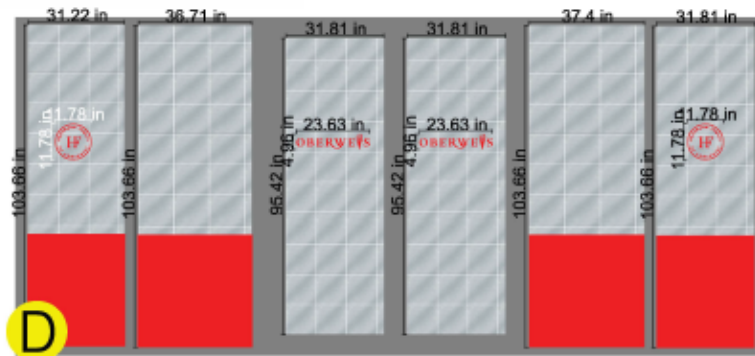 31.22 in
36.71 in
31.81 in
31.81 in
37.4 in
31.81 in
11.78 in
11.78 in
HF
103.66 in
103.66 in
23.63 in
4.96 in
OBERWEIS
95.42 in
23.63 in
4.96 in
OBERWEIS
95.42 in
103.66 in
11.78 in
11.78 in
HF
103.66 in
D